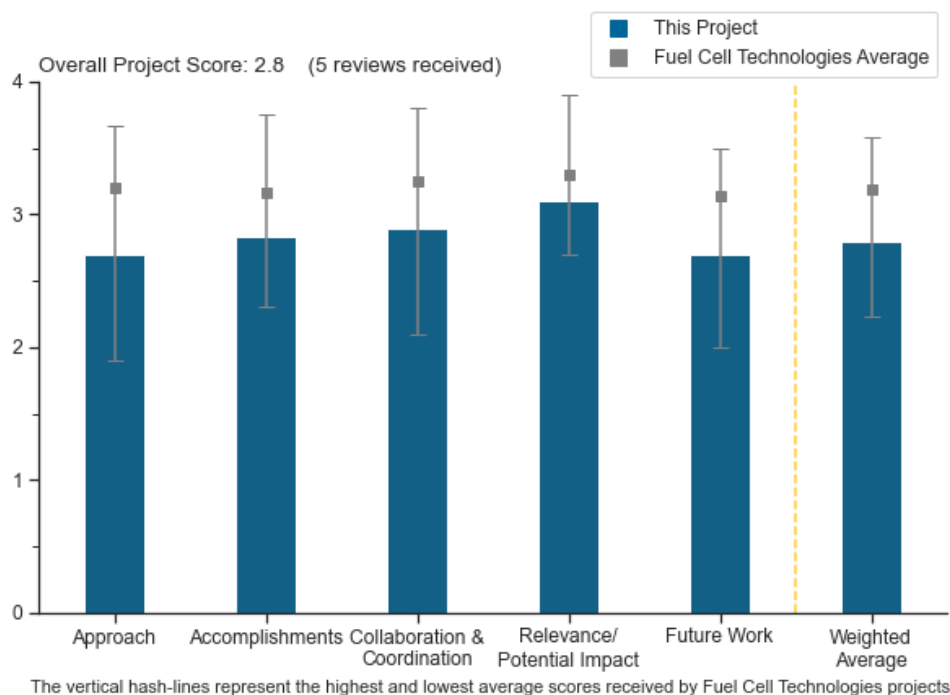 This Project
Fuel Cell Technologies Average
Overall Project Score: 2.8 (5 reviews received)
4
3
2
1
0
Approach
Accomplishments
Collaboration &
Coordination
Relevance/
Potential Impact
Future Work
Weighted
Average
The vertical hash-lines represent the highest and lowest average scores received by Fuel Cell Technologies projects